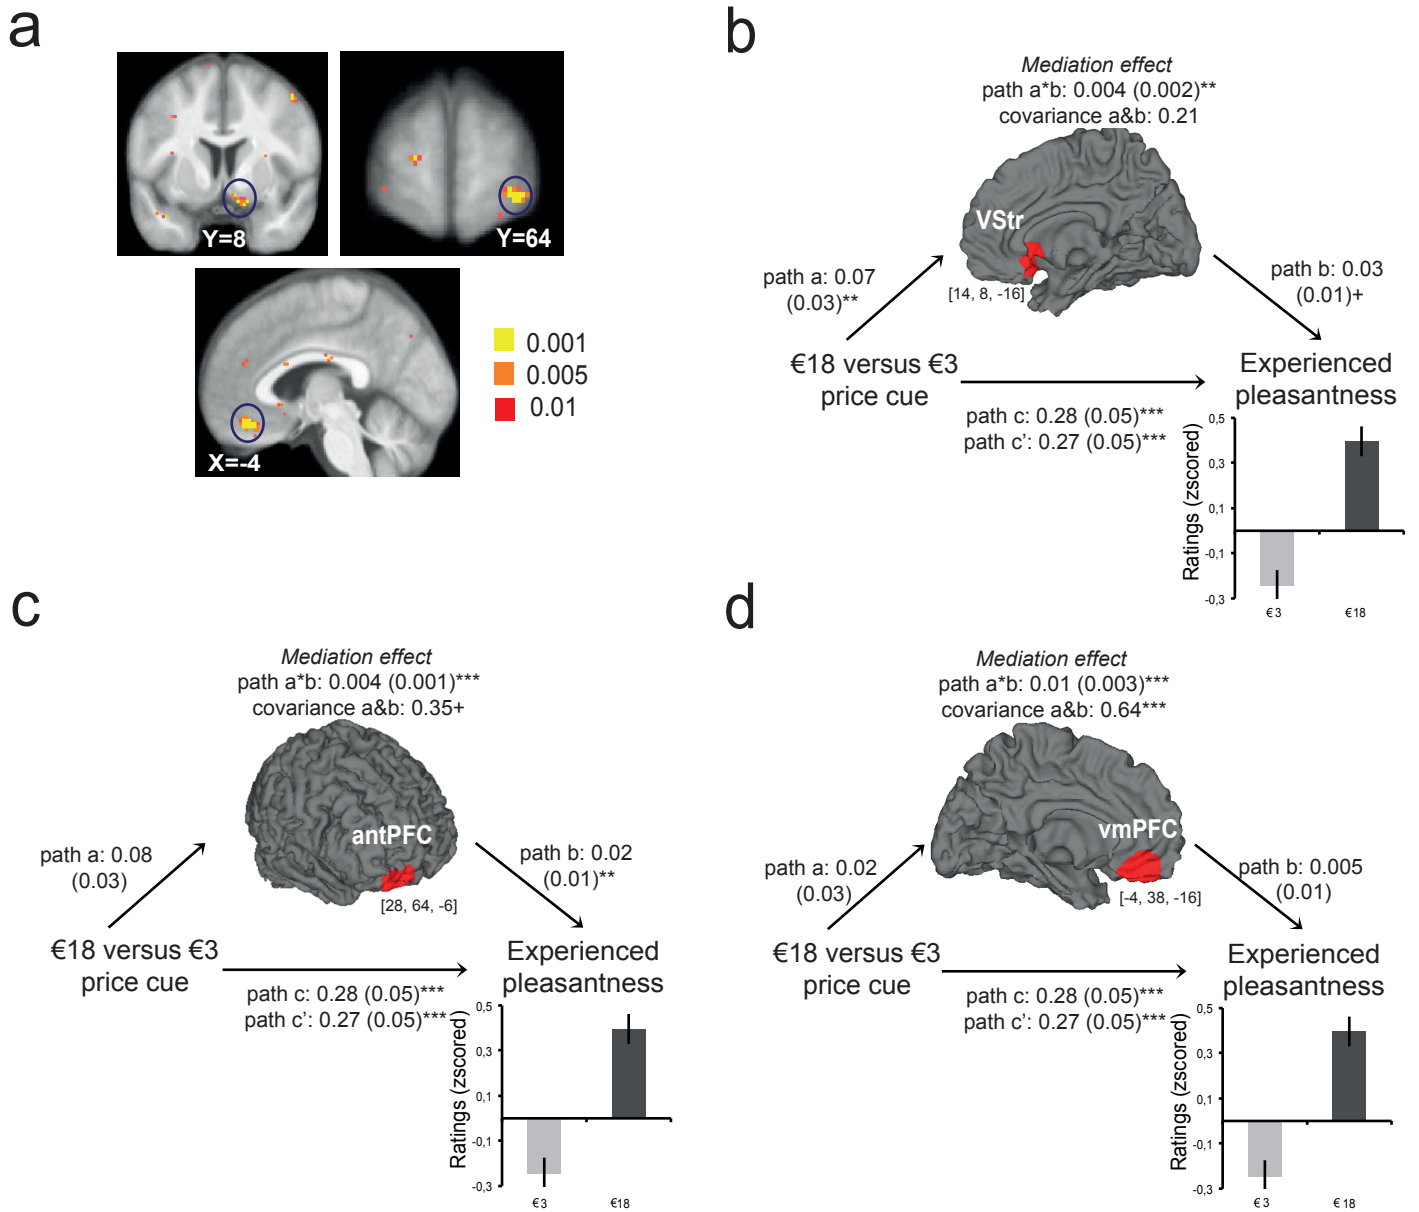 a
Y=8
Y=64
X=-4
0.001
0.005
0.01
b
Mediation effect
path a*b: 0.004 (0.002)**
covariance a&b: 0.21
VStr
[14, 8, -16]
path a: 0.07
(0.03)**
path b: 0.03
(0.01)+
€18 versus €3
price cue
Experienced
pleasantness
path c: 0.28 (0.05)***
path c’: 0.27 (0.05)***
Ratings (zscored)
0,5
0,3
0,1
-0,1
-0,3
€3
€18
c
Mediation effect
path a*b: 0.004 (0.001)***
covariance a&b: 0.35+
antPFC
[28, 64, -6]
path a: 0.08
(0.03)
path b: 0.02
(0.01)**
€18 versus €3
price cue
Experienced
pleasantness
path c: 0.28 (0.05)***
path c’: 0.27 (0.05)***
Ratings (zscored)
0,5
0,3
0,1
-0,1
-0,3
€3
€18
d
Mediation effect
path a*b: 0.01 (0.003)***
covariance a&b: 0.64***
vmPFC
[-4, 38, -16]
path a: 0.02
(0.03)
path b: 0.005
(0.01)
€18 versus €3
price cue
Experienced
pleasantness
path c: 0.28 (0.05)***
path c’: 0.27 (0.05)***
Ratings (zscored)
0,5
0,3
0,1
-0,1
-0,3
€3
€18